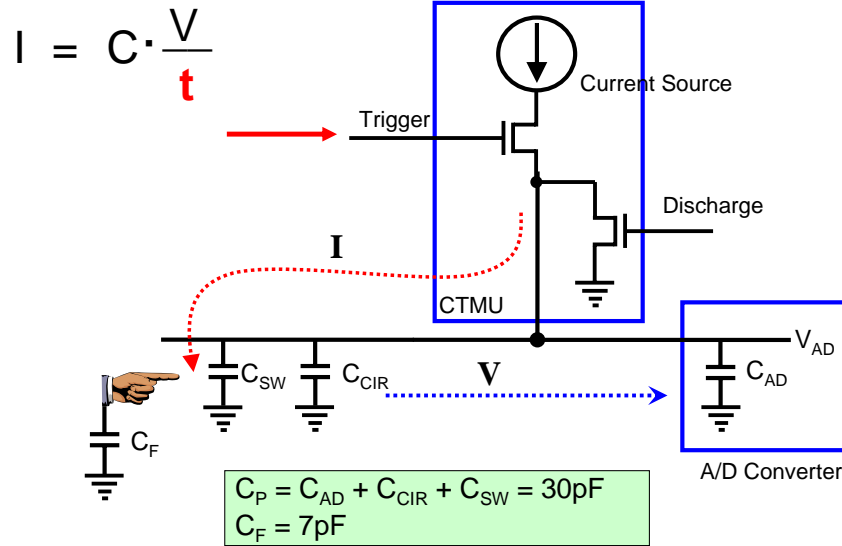 I = C · V
t
Current Source
Trigger
Discharge
I
CTMU
V_AD
C_SW
C_CIR
V
C_AD
C_F
A/D Converter
C_P = C_AD + C_CIR + C_SW = 30pF
C_F = 7pF